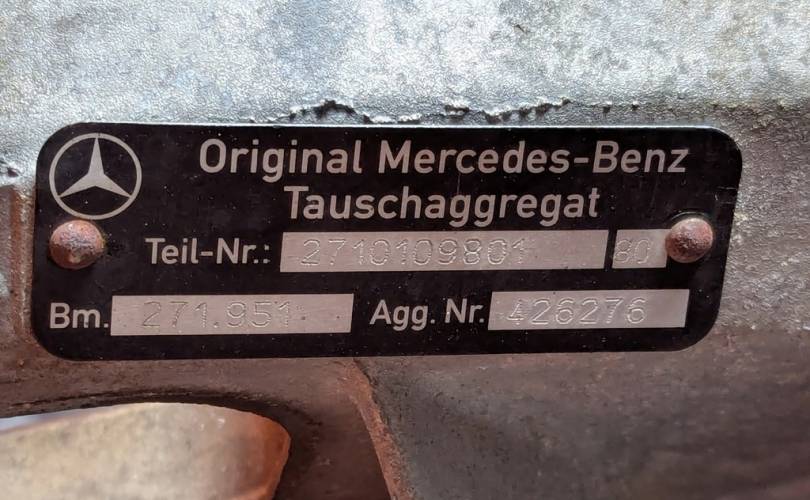 Original Mercedes-Benz
Tauschaggregat
Teil-Nr.: 2710109801 80
Bm. 271.951 Agg. Nr. 426276